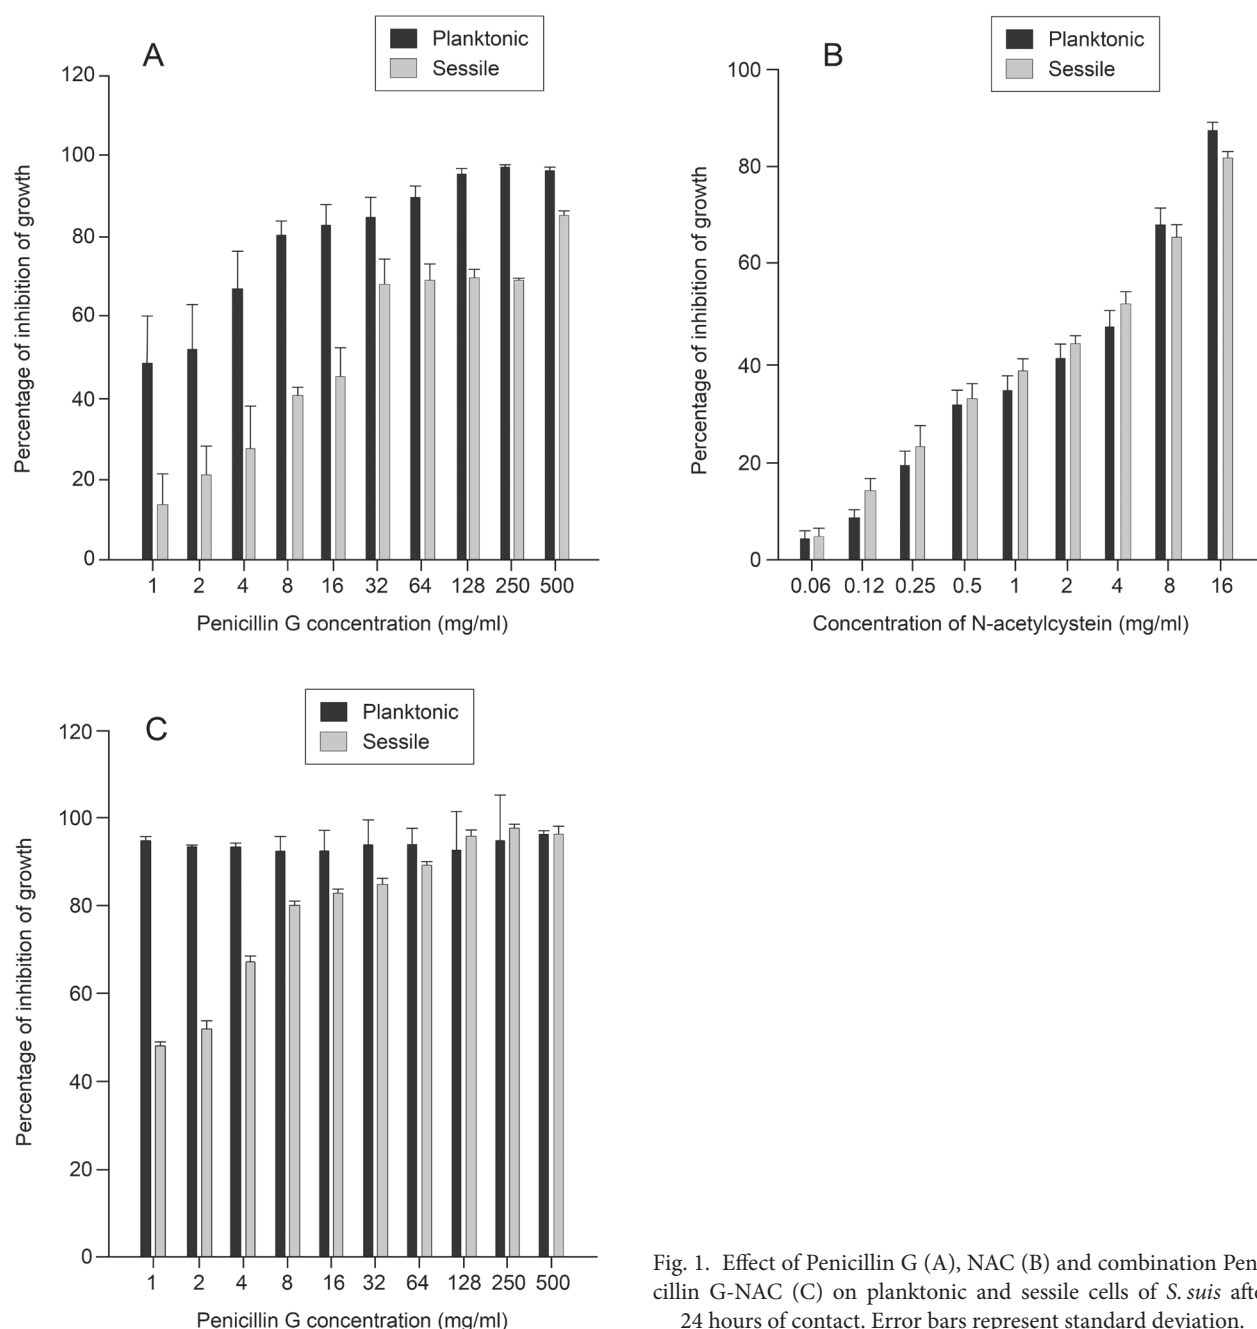 A
Planktonic
Sessile
120
100
80
60
40
20
0
Percentage of inhibition of growth
1 2 4 8 16 32 64 128 250 500
Penicillin G concentration (mg/ml)
B
Planktonic
Sessile
100
80
60
40
20
0
Percentage of inhibition of growth
0.06 0.12 0.25 0.5 1 2 4 8 16
Concentration of N-acetylcystein (mg/ml)
C
Planktonic
Sessile
120
100
80
60
40
20
0
Percentage of inhibition of growth
1 2 4 8 16 32 64 128 250 500
Penicillin G concentration (mg/ml)
Fig. 1. Effect of Penicillin G (A), NAC (B) and combination Peni
cillin G-NAC (C) on planktonic and sessile cells of S. suis afte
24 hours of contact. Error bars represent standard deviation.